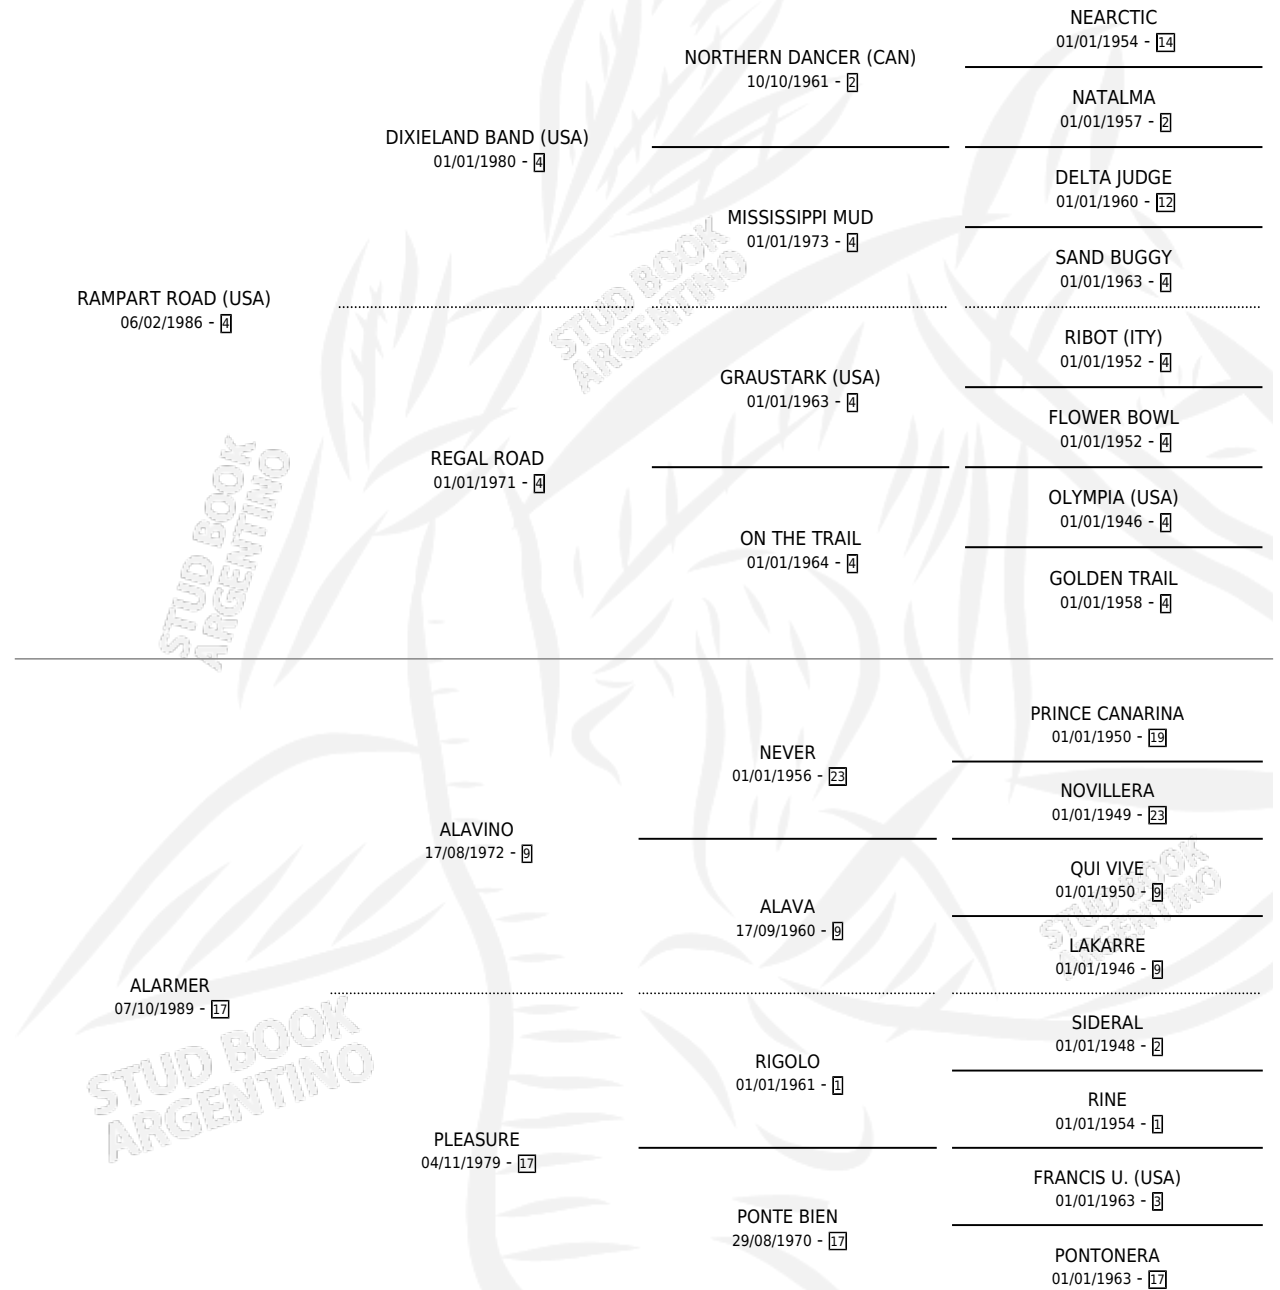 NEARCTIC
01/01/1954 - 14
NORTHERN DANCER (CAN)
10/10/1961 - 2
NATALMA
01/01/1957 - 2
DIXIELAND BAND (USA)
01/01/1980 - 4
DELTA JUDGE
01/01/1960 - 12
MISSISSIPPI MUD
01/01/1973 - 4
SAND BUGGY
01/01/1963 - 4
RAMPART ROAD (USA)
06/02/1986 - 4
STUD BOOK
ARGENTINO
RIBOT (ITY)
01/01/1952 - 4
GRAUSTARK (USA)
01/01/1963 - 4
FLOWER BOWL
01/01/1952 - 4
REGAL ROAD
01/01/1971 - 4
OLYMPIA (USA)
01/01/1946 - 4
ON THE TRAIL
01/01/1964 - 4
GOLDEN TRAIL
01/01/1958 - 4
STUD BOOK
ARGENTINO
PRINCE CANARINA
01/01/1950 - 19
NEVER
01/01/1956 - 23
NOVILLERA
01/01/1949 - 23
ALAVINO
17/08/1972 - 9
QUI VIVE
01/01/1950 - 9
ALAVA
17/09/1960 - 9
STUD BOOK
ARGENTINO
LAKARRE
01/01/1946 - 9
ALARMER
07/10/1989 - 17
SIDERAL
01/01/1948 - 2
RIGOLO
01/01/1961 - 1
STUD BOOK
ARGENTINO
RINE
01/01/1954 - 1
PLEASURE
04/11/1979 - 17
FRANCIS U. (USA)
01/01/1963 - 3
PONTE BIEN
29/08/1970 - 17
PONTONERA
01/01/1963 - 17